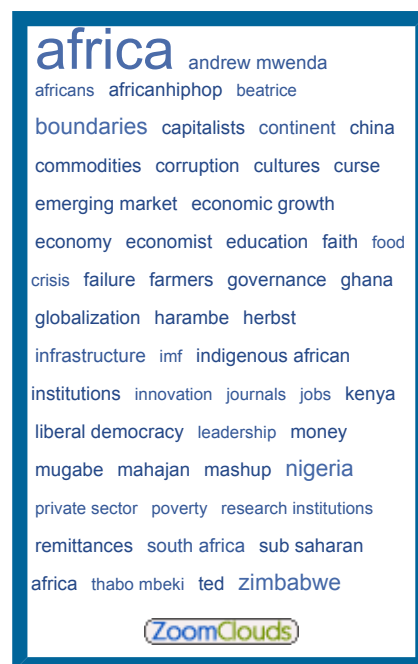 africa andrew mwenda
africans africanhiphop beatrice
boundaries capitalists continent china
commodities corruption cultures curse
emerging market economic growth
economy economist education faith food
crisis failure farmers governance ghana
globalization harambe herbst
infrastructure imf indigenous african
institutions innovation journals jobs kenya
liberal democracy leadership money
mugabe mahajan mashup nigeria
private sector poverty research institutions
remittances south africa sub saharan
africa thabo mbeki ted zimbabwe
ZoomClouds